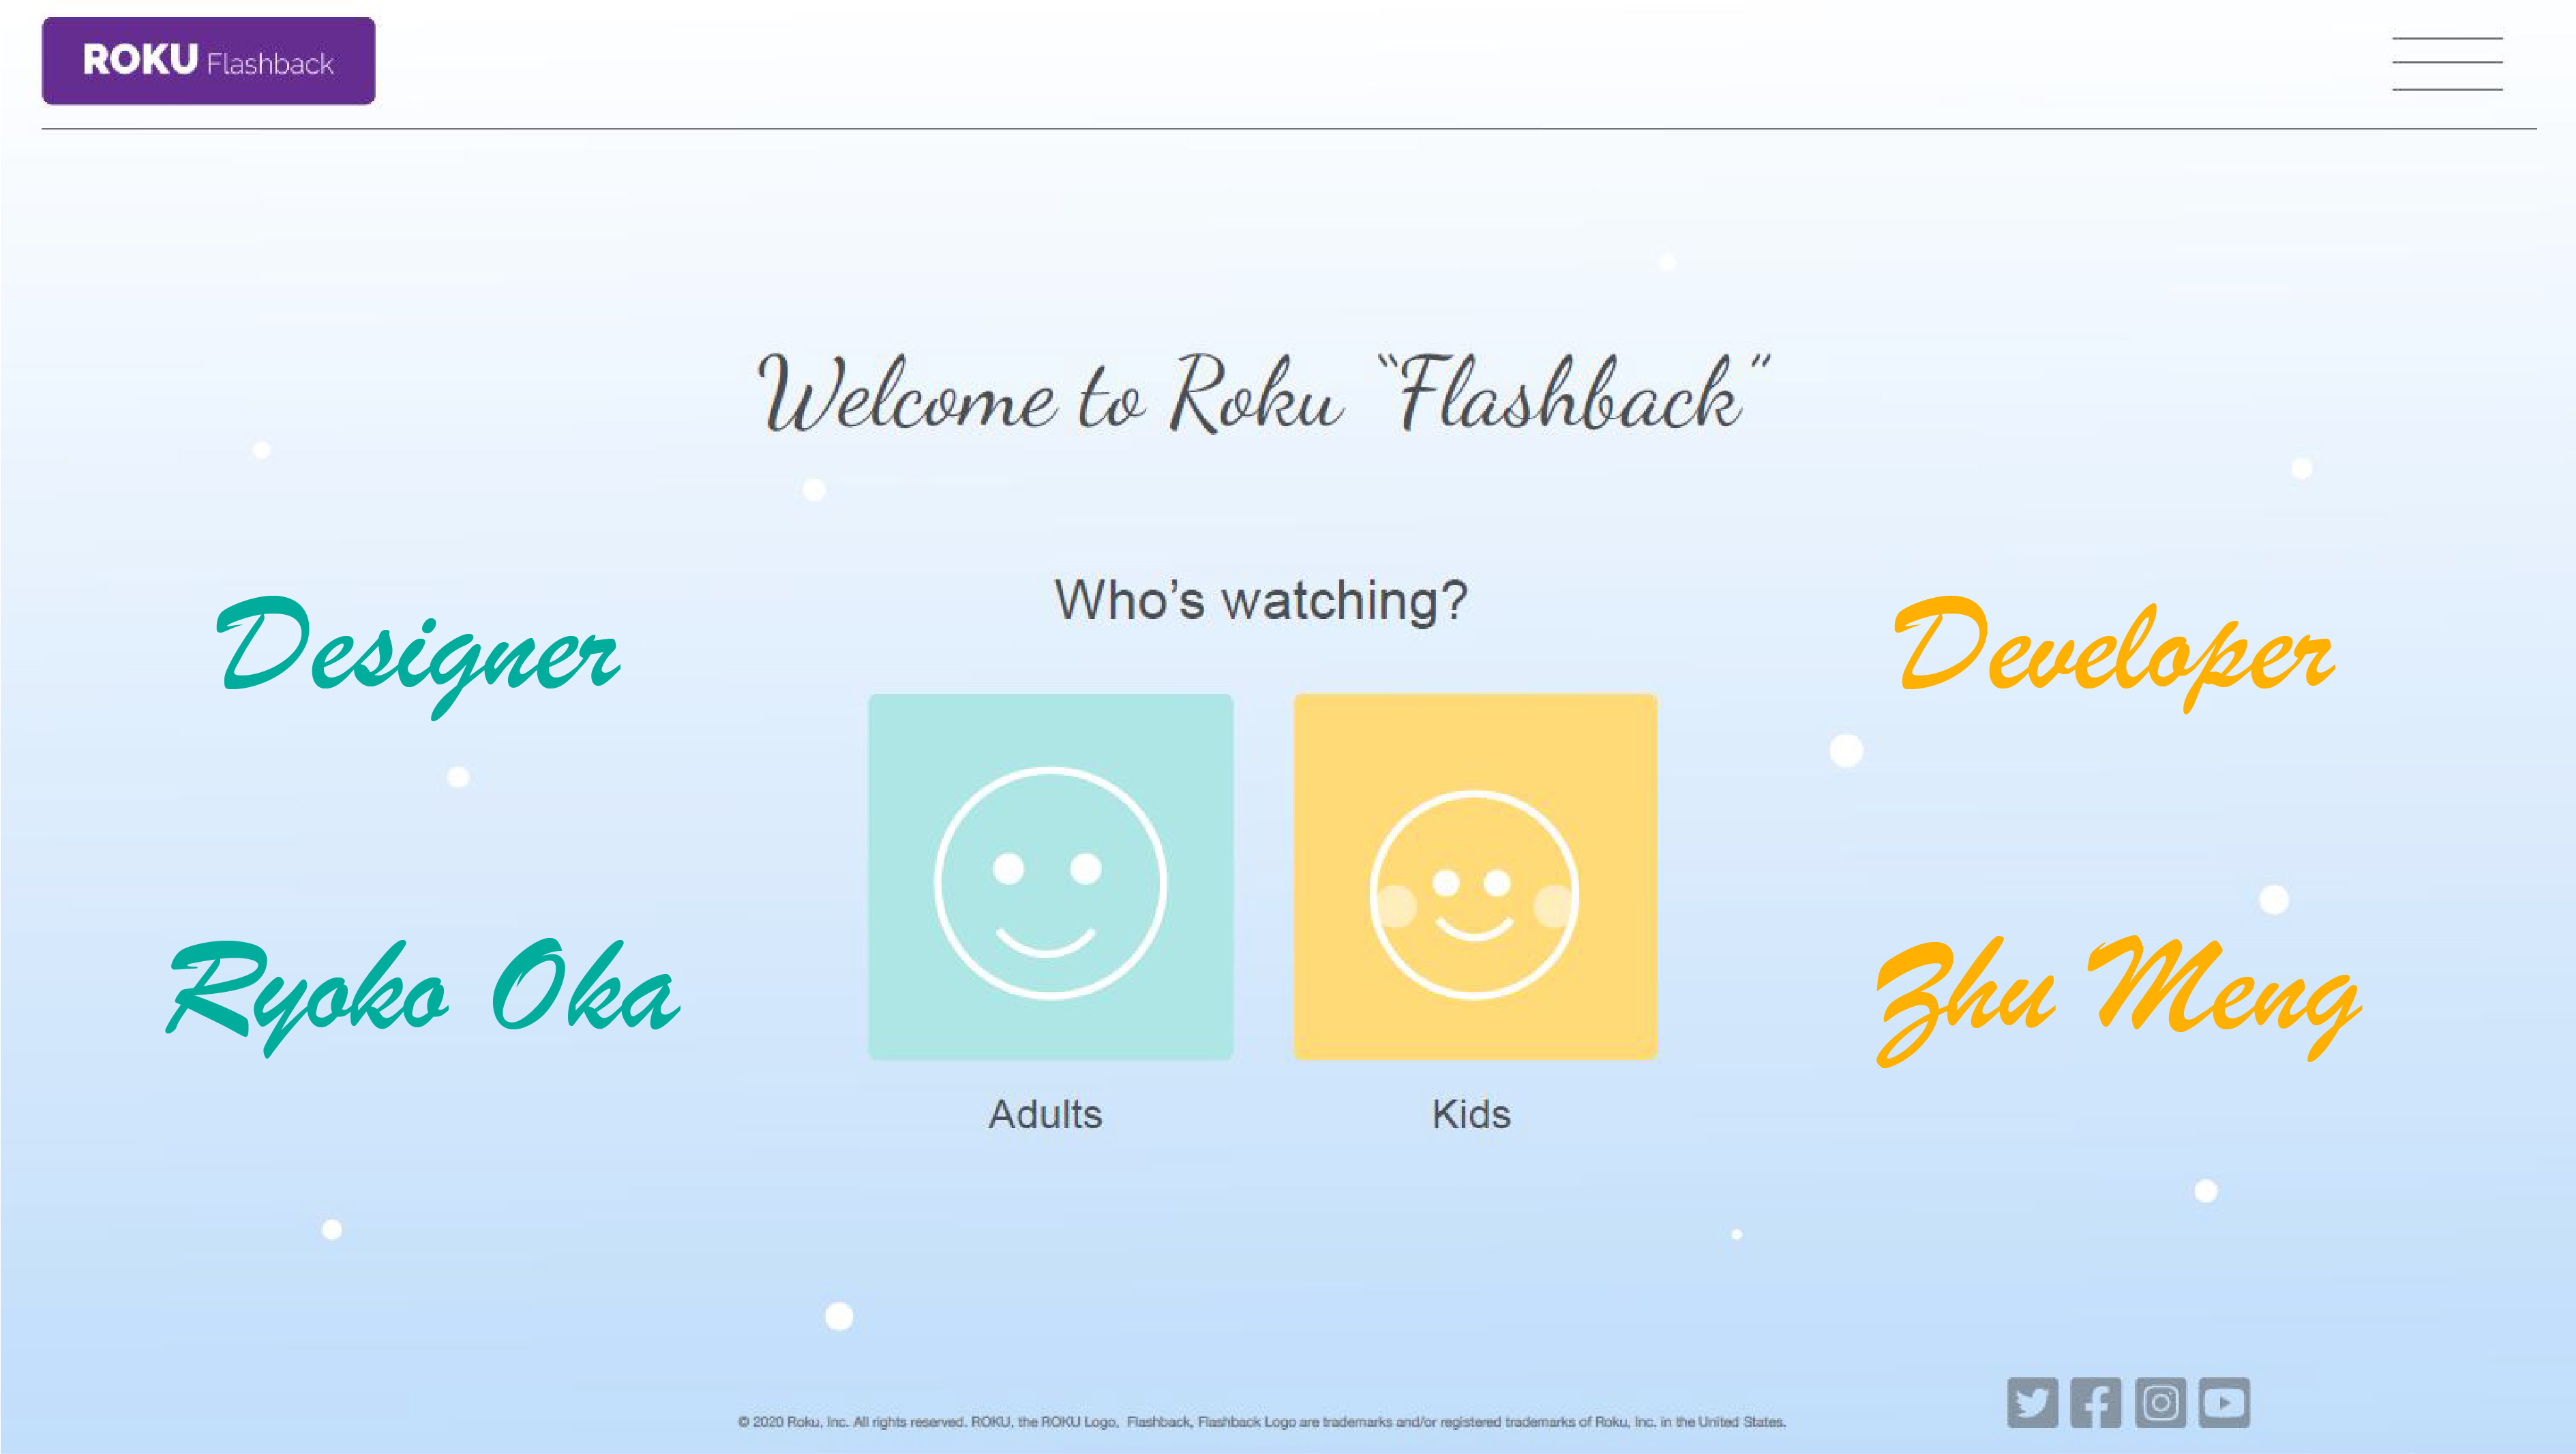 ROKU Flashback
Welcome to Roku “Flashback”
Who's watching?
Designer
Developer
Ryoko Oka
Zhu Meng
Adults
Kids
© 2020 Roku, Inc. All rights reserved. ROKU, the ROKU Logo, Flashback, Flashback Logo are trademarks and/or registered trademarks of Roku, Inc. in the United States.